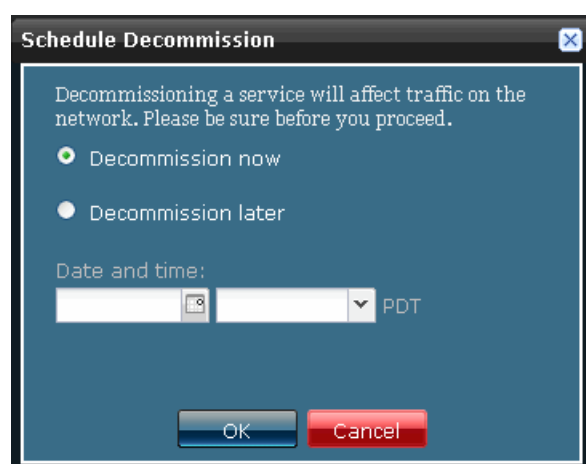 Schedule Decommission
Decommissioning a service will affect traffic on the
network. Please be sure before you proceed.
Decommission now
Decommission later
Date and time:
PDT
OK
Cancel